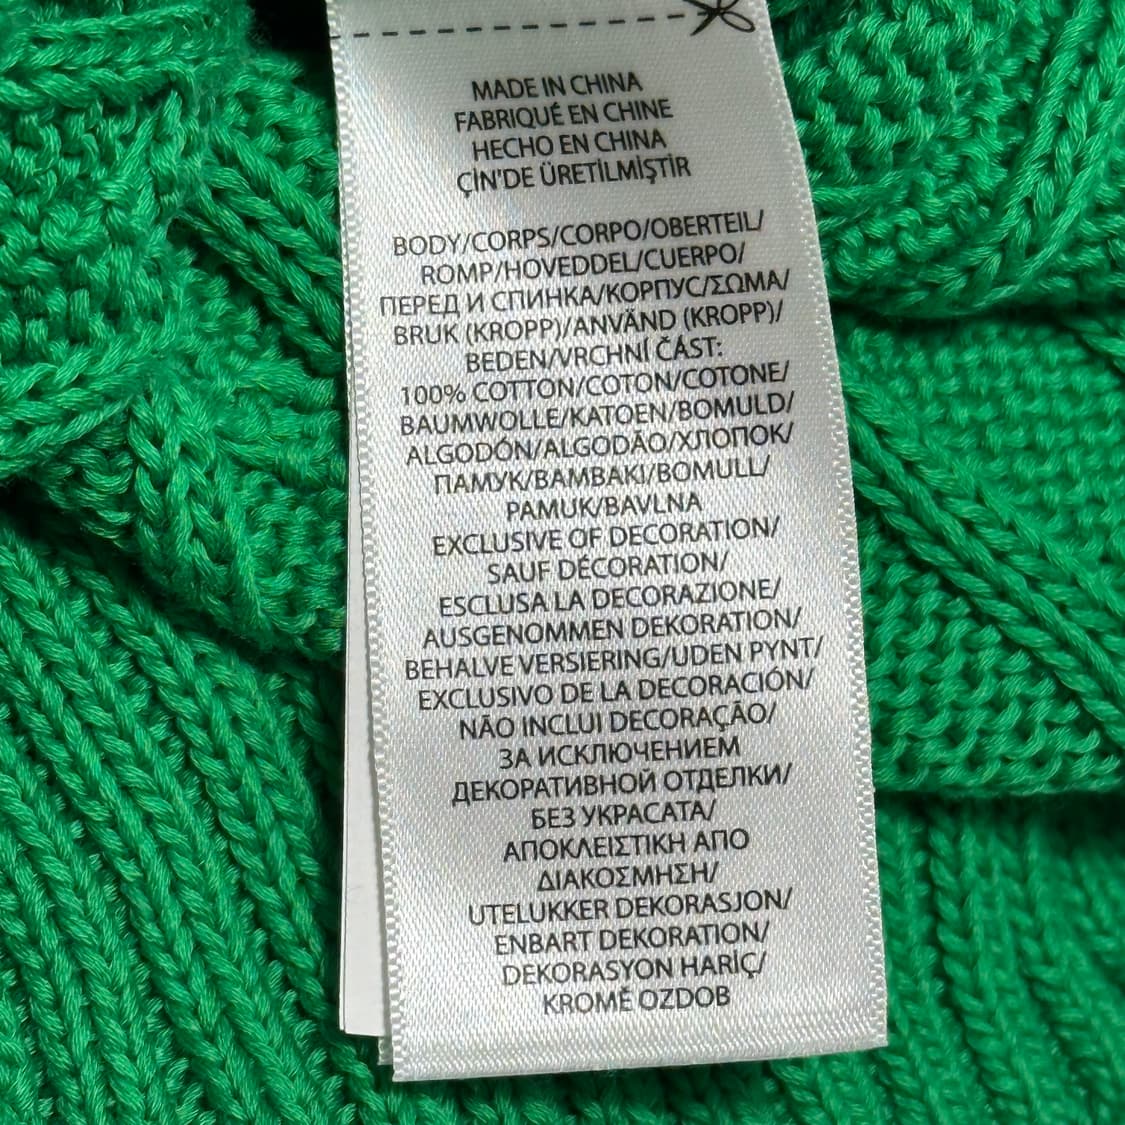 MADE IN CHINA
FABRIQUÉ EN CHINE
HECHO EN CHINA
ÇİN'DE ÜRETİLMİŞTİR
BODY/CORPS/CORPO/OBERTEIL/
ROMP/HOVEDDEL/CUERPO/
ПЕРЕД И СПИНКА/КОРПУС/ΣΩΜΑ/
BRUK (KROPP)/ANVÄND (KROPP)/
BEDEN/VRCHNÍ ČÁST:
100% COTTON/COTON/COTONE/
BAUMWOLLE/KATOEN/BOMULD/
ALGODÓN/ALGODÃO/ХЛОПОК/
ПАМУК/BAMBAKI/BOMULL/
PAMUK/BAVLNA
EXCLUSIVE OF DECORATION/
SAUF DÉCORATION/
ESCLUSA LA DECORAZIONE/
AUSGENOMMEN DEKORATION/
BEHALVE VERSIERING/UDEN PYNT/
EXCLUSIVO DE LA DECORACIÓN/
NÃO INCLUI DECORAÇÃO/
ЗА ИСКЛЮЧЕНИЕМ
ДЕКОРАТИВНОЙ ОТДЕЛКИ/
БЕЗ УКРАСАТА/
ΑΠΟΚΛΕΙΣΤΙΚΗ ΑΠΟ
ΔΙΑΚΟΣΜΗΣΗ/
UTELUKKER DEKORASJON/
ENBART DEKORATION/
DEKORASYON HARİÇ/
KROMĚ OZDOB